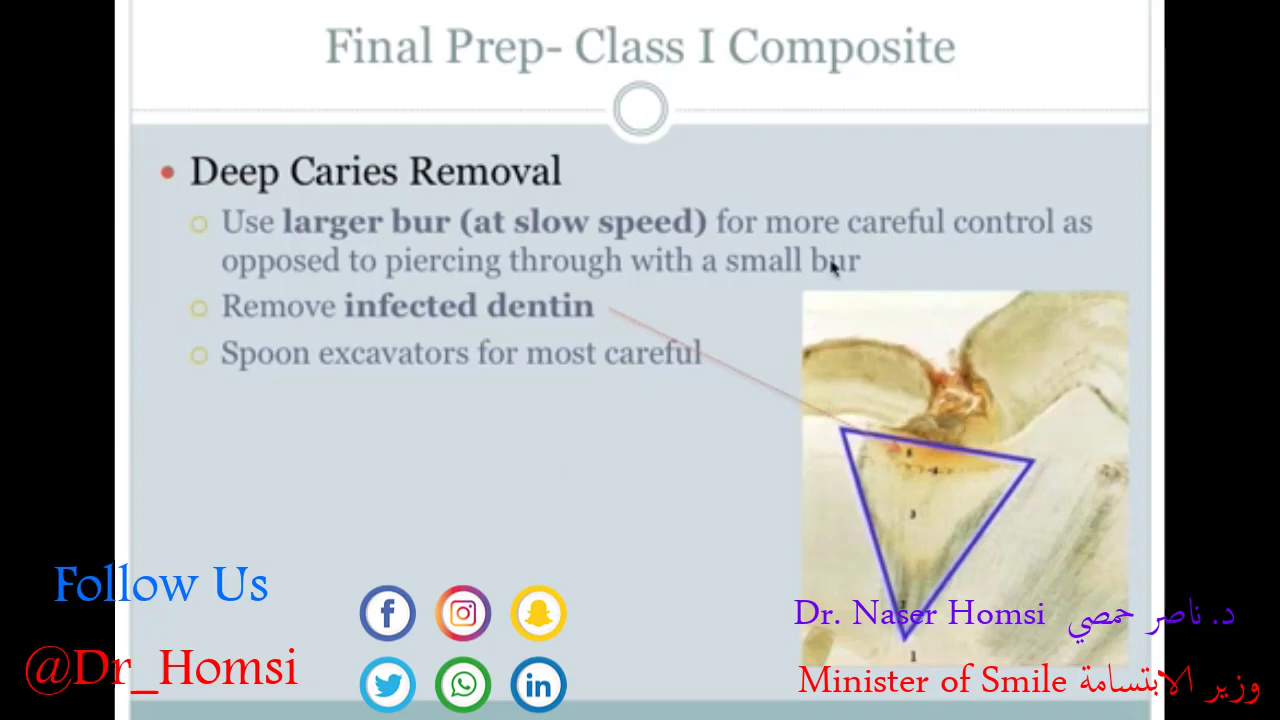 Final Prep- Class I Composite
Deep Caries Removal
Use larger bur (at slow speed) for more careful control as
opposed to piercing through with a small bur
Remove infected dentin
Spoon excavators for most careful
3
1
Follow Us
@Dr_Homsi
Dr. Naser Homsi د. ناصر حمصي
Minister of Smile وزير الابتسامة